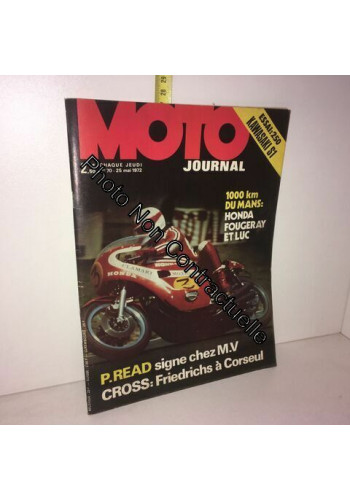 MOTO
JOURNAL
CHAQUE JEUDI
25 mai 1972
ESSAI: 250
KAWASAKI S1
1000 km
DU MANS:
HONDA
FOUGERAY
ET LUC
HONDA
Photo Non Contractuelle
P.READ signe chez M.V
CROSS: Friedrichs à Corseul